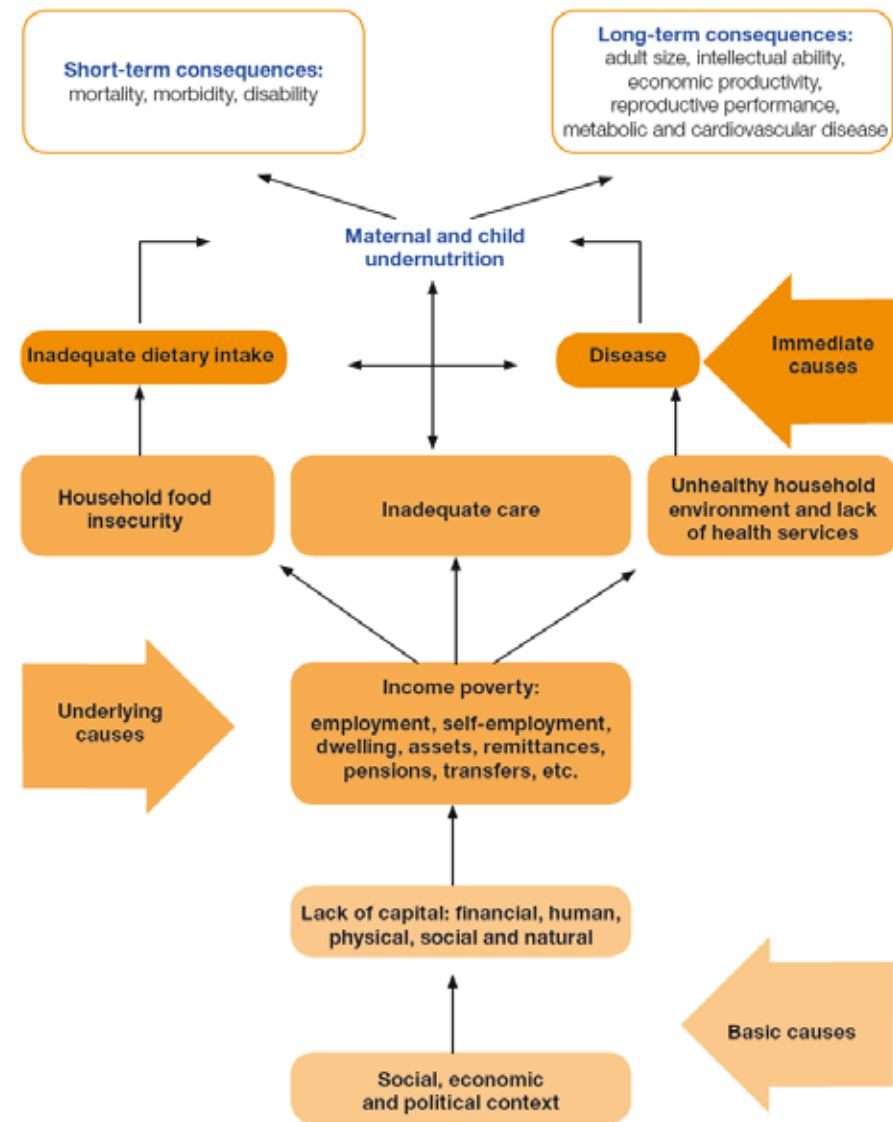 Short-term consequences:
mortality, morbidity, disability
Long-term consequences:
adult size, intellectual ability,
economic productivity,
reproductive performance,
metabolic and cardiovascular disease
Maternal and child
undernutrition
Inadequate dietary intake
Disease
Immediate
causes
Household food
insecurity
Inadequate care
Unhealthy household
environment and lack
of health services
Underlying
causes
Income poverty:
employment, self-employment,
dwelling, assets, remittances,
pensions, transfers, etc.
Lack of capital: financial, human,
physical, social and natural
Basic causes
Social, economic
and political context